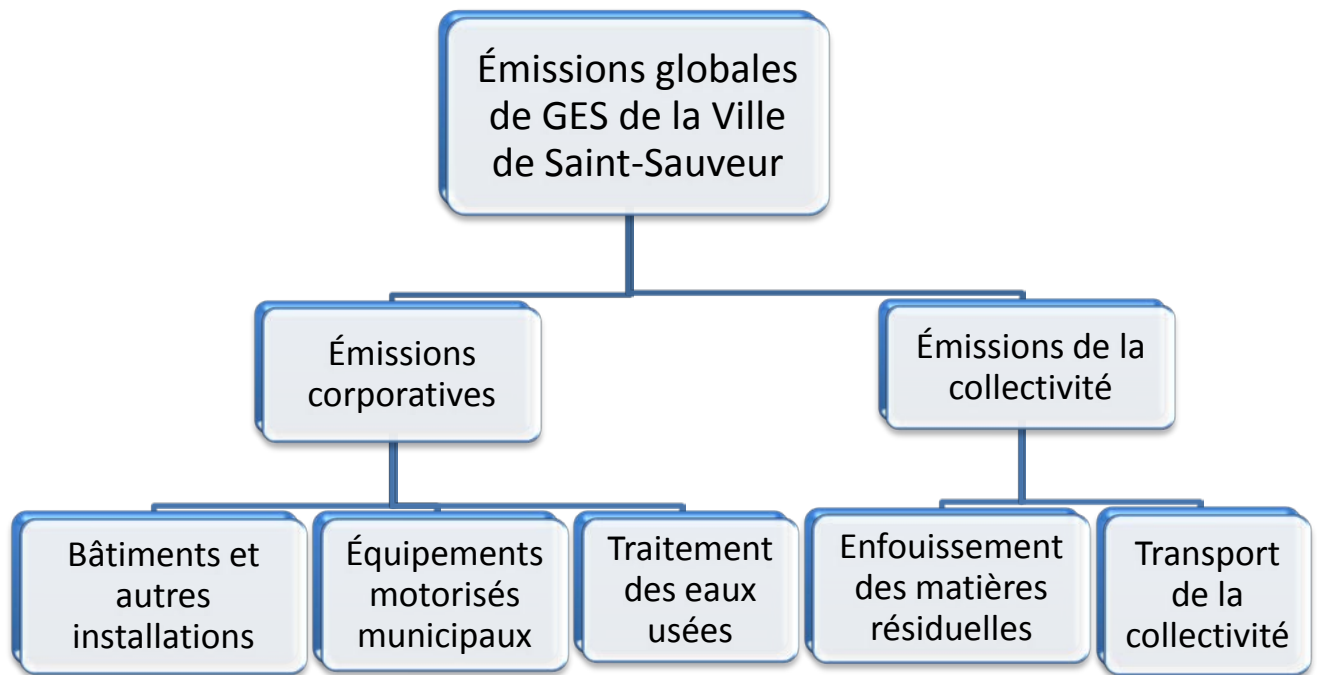 Émissions globales
de GES de la Ville
de Saint-Sauveur
Émissions
corporatives
Émissions de la
collectivité
Bâtiments et
autres
installations
Équipements
motorisés
municipaux
Traitement
des eaux
usées
Enfouissement
des matières
résiduelles
Transport
de la
collectivité